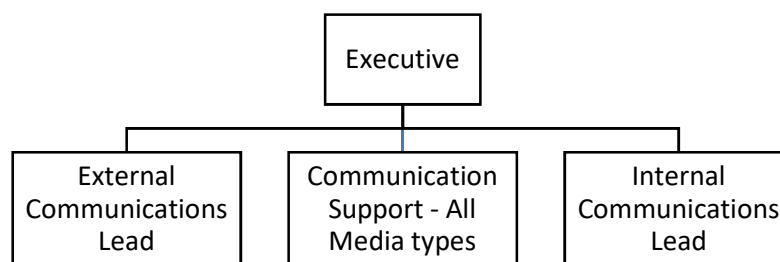 Executive
External
Communications
Lead
Communication
Support - All
Media types
Internal
Communications
Lead